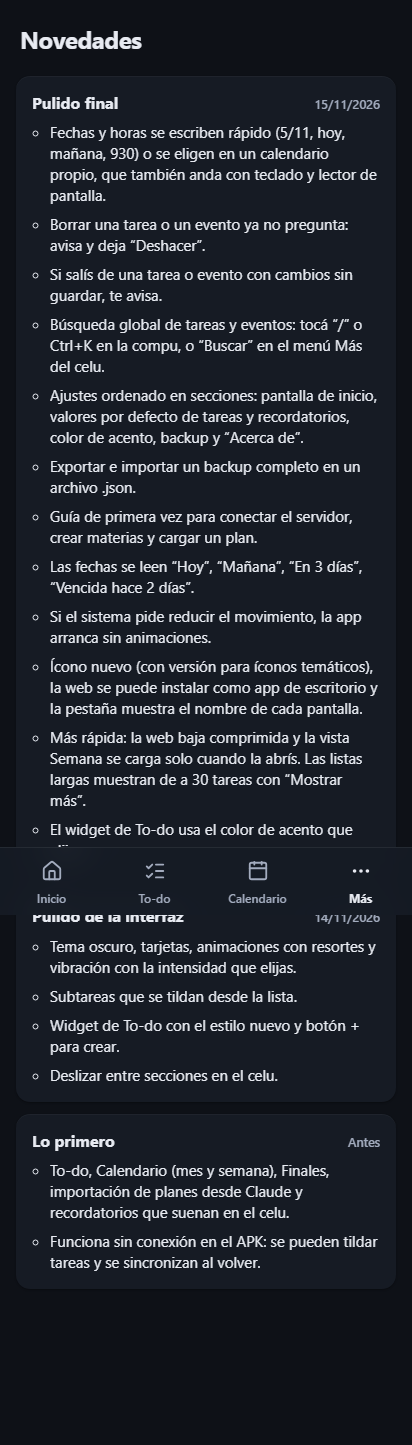 Novedades
Pulido final
15/11/2026
Fechas y horas se escriben rápido (5/11, hoy,
mañana, 930) o se eligen en un calendario
propio, que también anda con teclado y lector de
pantalla.
Borrar una tarea o un evento ya no pregunta:
avisa y deja “Deshacer”.
Si salís de una tarea o evento con cambios sin
guardar, te avisa.
Búsqueda global de tareas y eventos: tocá “/” o
Ctrl+K en la compu, o “Buscar” en el menú Más
del celu.
Ajustes ordenado en secciones: pantalla de inicio,
valores por defecto de tareas y recordatorios,
color de acento, backup y “Acerca de”.
Exportar e importar un backup completo en un
archivo .json.
Guía de primera vez para conectar el servidor,
crear materias y cargar un plan.
Las fechas se leen “Hoy”, “Mañana”, “En 3 días”,
“Vencida hace 2 días”.
Si el sistema pide reducir el movimiento, la app
arranca sin animaciones.
Ícono nuevo (con versión para íconos temáticos),
la web se puede instalar como app de escritorio y
la pestaña muestra el nombre de cada pantalla.
Más rápida: la web baja comprimida y la vista
Semana se carga solo cuando la abrís. Las listas
largas muestran de a 30 tareas con “Mostrar
más”.
El widget de To-do usa el color de acento que
Inicio
To-do
Calendario
Más
Pulido de la interfaz
14/11/2026
Tema oscuro, tarjetas, animaciones con resortes y
vibración con la intensidad que elijas.
Subtareas que se tildan desde la lista.
Widget de To-do con el estilo nuevo y botón +
para crear.
Deslizar entre secciones en el celu.
Lo primero
Antes
To-do, Calendario (mes y semana), Finales,
importación de planes desde Claude y
recordatorios que suenan en el celu.
Funciona sin conexión en el APK: se pueden tildar
tareas y se sincronizan al volver.